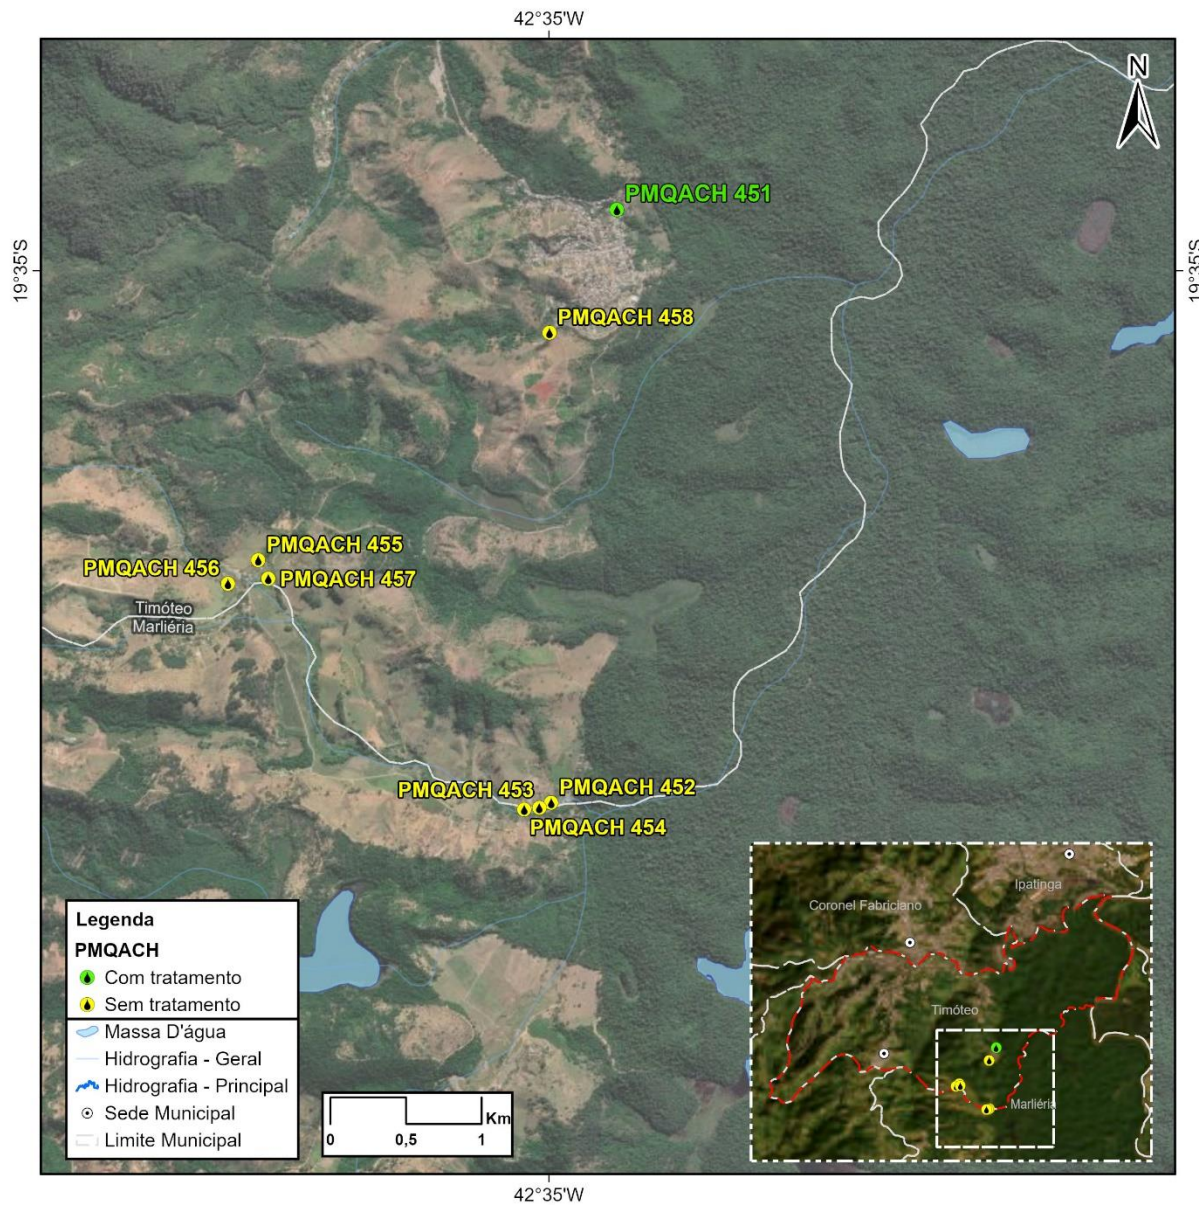 42°35'W
N
PMQACH 451
19°35'S
19°35'S
PMQACH 458
PMQACH 455
PMQACH 456
PMQACH 457
Timóteo
Marliéria
PMQACH 453
PMQACH 452
PMQACH 454
Legenda
PMQACH
Com tratamento
Sem tratamento
Massa D'água
Hidrografia - Geral
Hidrografia - Principal
Sede Municipal
Limite Municipal
Km
0
0,5
1
Ipatinga
Coronel Fabriciano
Timóteo
Marliéria
42°35'W